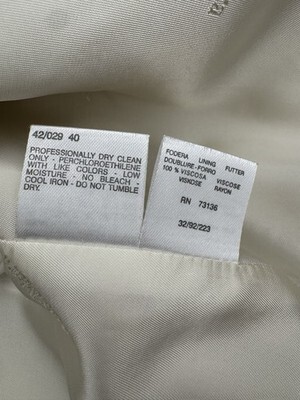 42/029 40
PROFESSIONALLY DRY CLEAN
ONLY - PERCHLOROETHILENE
WITH LIKE COLORS - LOW
MOISTURE - NO BLEACH -
COOL IRON - DO NOT TUMBLE
DRY.
FODERA LINING FUTTER
DOUBLURE-FORRO
100 % VISCOSA VISCOSE
VISKOSE RAYON
RN 73136
32/92/223